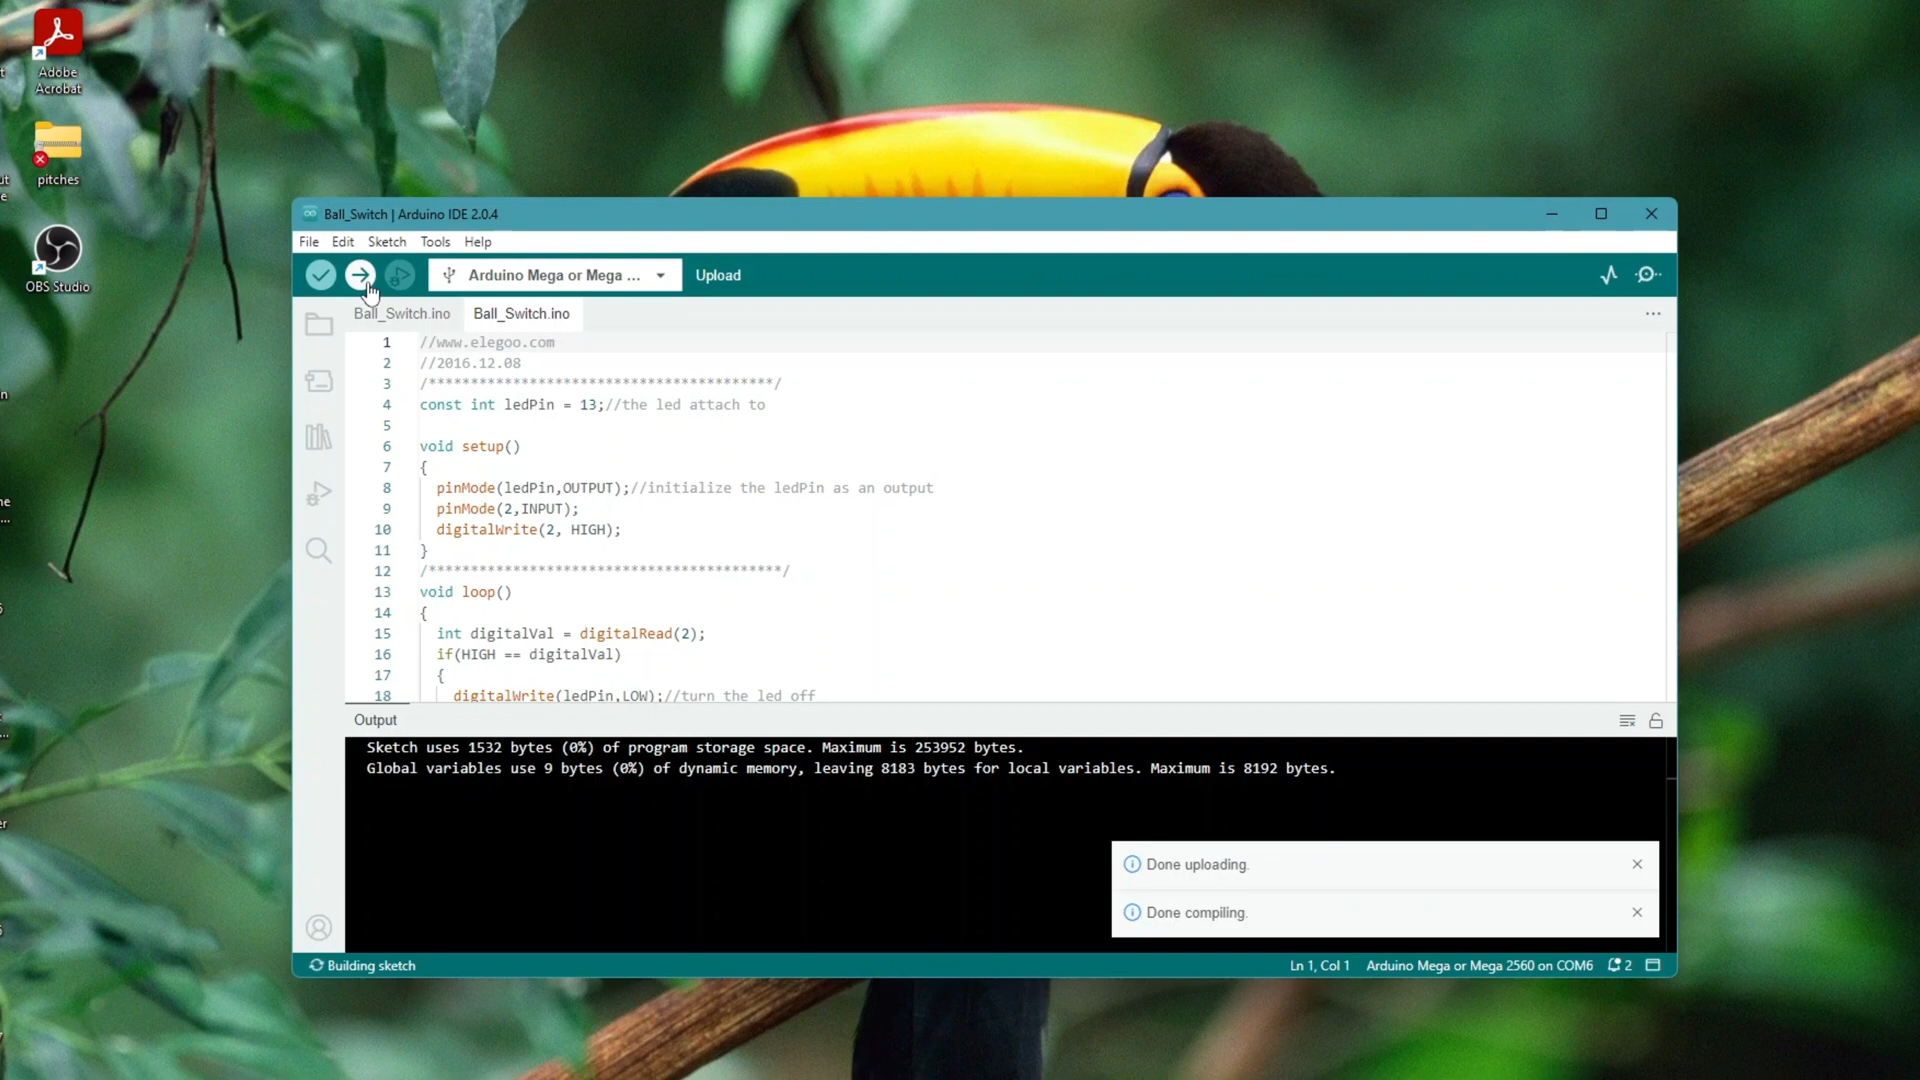 Adobe
Acrobat
pitches
OBS Studio
Ball_Switch | Arduino IDE 2.0.4
File Edit Sketch Tools Help
Arduino Mega or Mega ... Upload
Ball_Switch.ino Ball_Switch.ino ...
1 //www.elegoo.com
2 //2016.12.08
3 /*****************************************/
4 const int ledPin = 13;//the led attach to
5
6 void setup()
7 {
8 pinMode(ledPin,OUTPUT);//initialize the ledPin as an output
9 pinMode(2,INPUT);
10 digitalWrite(2, HIGH);
11 }
12 /******************************************/
13 void loop()
14 {
15 int digitalVal = digitalRead(2);
16 if(HIGH == digitalVal)
17 {
18 digitalWrite(ledPin,LOW);//turn the led off
Output
Sketch uses 1532 bytes (0%) of program storage space. Maximum is 253952 bytes.
Global variables use 9 bytes (0%) of dynamic memory, leaving 8183 bytes for local variables. Maximum is 8192 bytes.
Done uploading.
Done compiling.
Building sketch Ln 1, Col 1 Arduino Mega or Mega 2560 on COM6 2